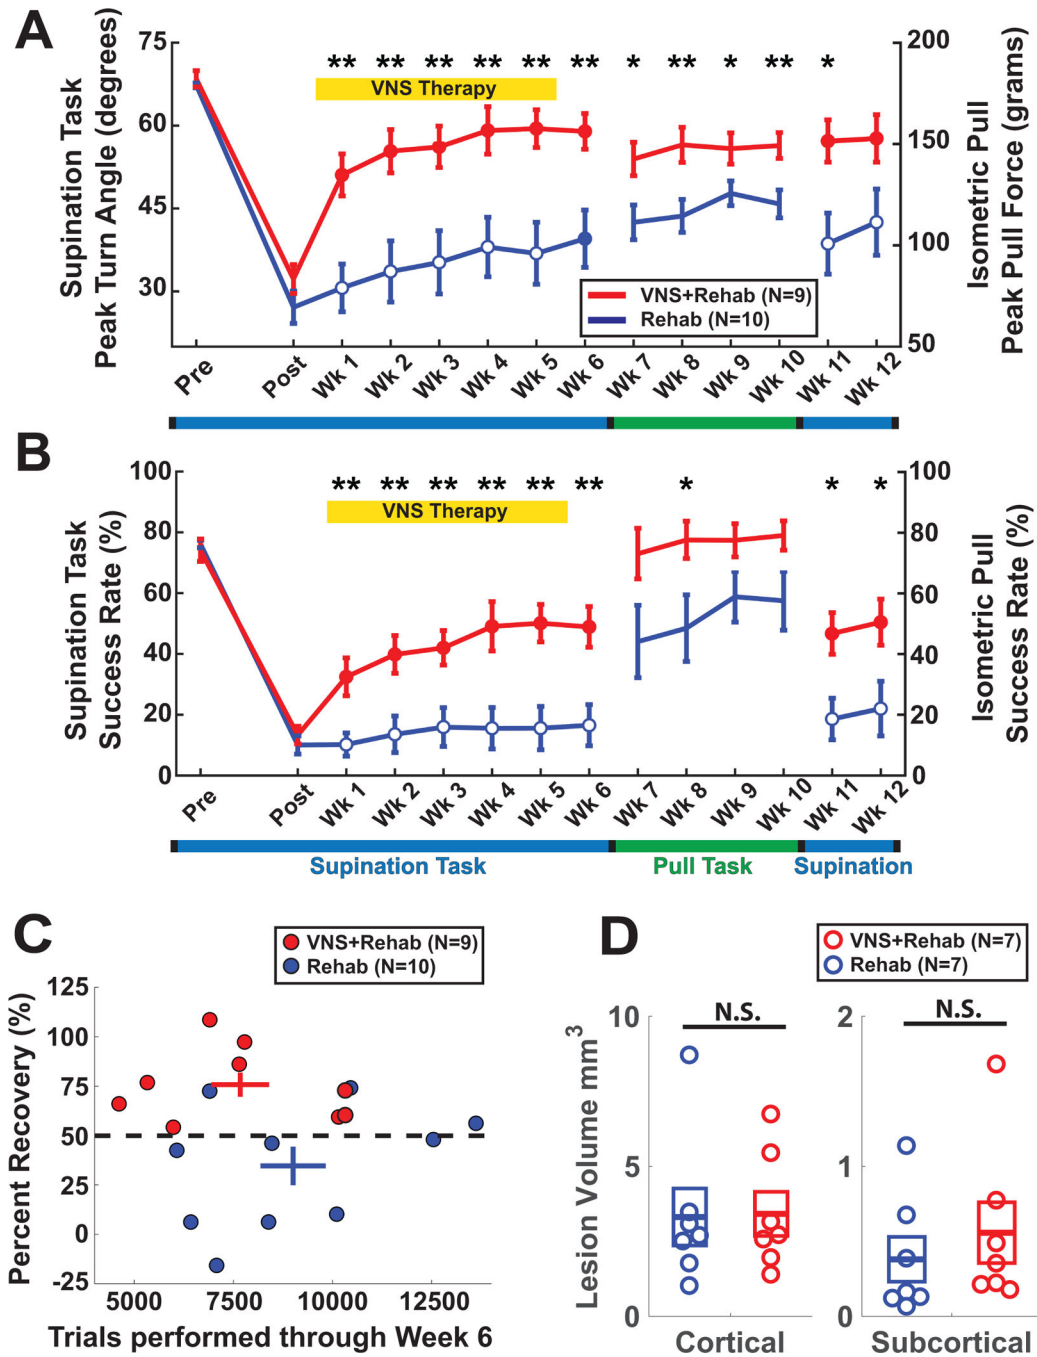 A
Supination Task
Peak Turn Angle (degrees)
75
60
45
30
** ** ** ** ** ** * ** * ** *
VNS Therapy
200
150
100
50
Isometric Pull
Peak Pull Force (grams)
VNS+Rehab (N=9)
Rehab (N=10)
Pre Post Wk 1 Wk 2 Wk 3 Wk 4 Wk 5 Wk 6 Wk 7 Wk 8 Wk 9 Wk 10 Wk 11 Wk 12
B
Supination Task
Success Rate (%)
100
80
60
40
20
0
** ** ** ** ** ** * * *
VNS Therapy
100
80
60
40
20
0
Isometric Pull
Success Rate (%)
Pre Post Wk 1 Wk 2 Wk 3 Wk 4 Wk 5 Wk 6 Wk 7 Wk 8 Wk 9 Wk 10 Wk 11 Wk 12
Supination Task Pull Task Supination
C
VNS+Rehab (N=9)
Rehab (N=10)
Percent Recovery (%)
125
100
75
50
25
0
-25
5000 7500 10000 12500
Trials performed through Week 6
D
VNS+Rehab (N=7)
Rehab (N=7)
Lesion Volume mm³
10
5
0
N.S.
Cortical
2
1
0
N.S.
Subcortical